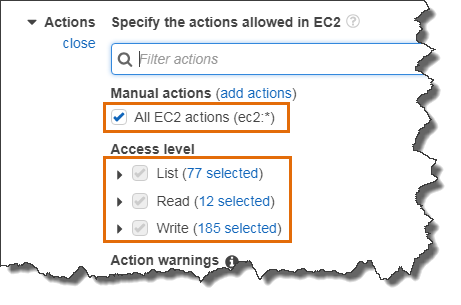 Actions
close
Specify the actions allowed in EC2 ?
Filter actions
Manual actions (add actions)
All EC2 actions (ec2:*)
Access level
List (77 selected)
Read (12 selected)
Write (185 selected)
Action warnings